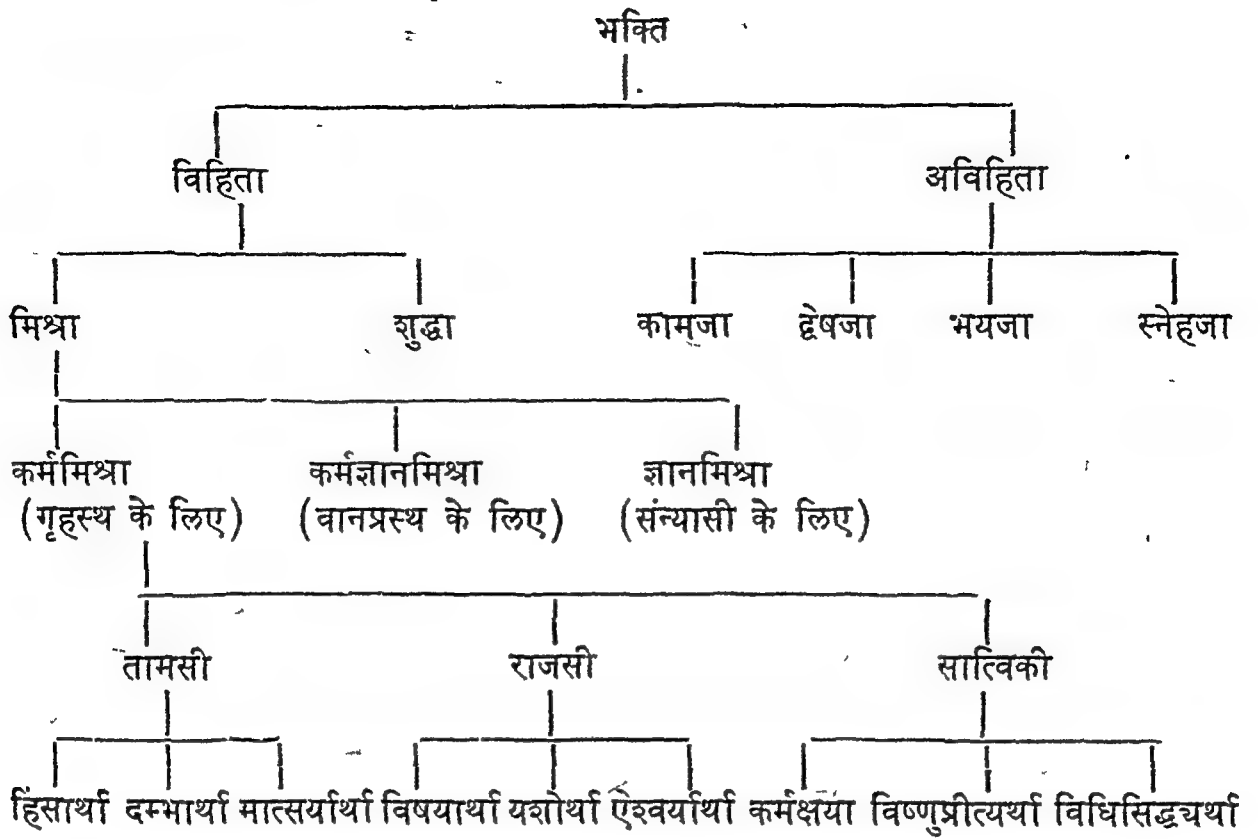 भक्ति
विहिता अविहिता
मिश्रा शुद्धा कामजा द्वेषजा भयजा स्नेहजा
कर्ममिश्रा कर्मज्ञानमिश्रा ज्ञानमिश्रा
(गृहस्थ के लिए) (वानप्रस्थ के लिए) (संन्यासी के लिए)
तामसी राजसी सात्विकी
हिंसार्था दम्भार्था मात्सर्यार्था विषयार्था यशोर्था ऐश्वर्यार्था कर्मक्षया विष्णुप्रीत्यर्था विधिसिद्ध्यर्था